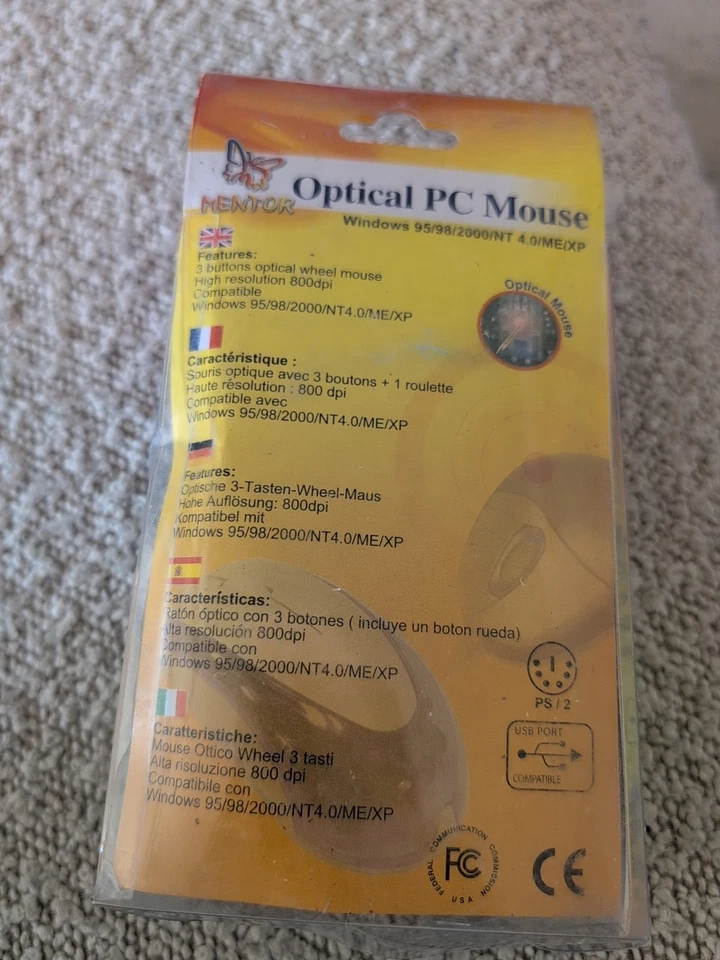 MENTOR
Optical PC Mouse
Windows 95/98/2000/NT 4.0/ME/XP
Features:
3 buttons optical wheel mouse
High resolution 800dpi
Compatible
Windows 95/98/2000/NT4.0/ME/XP
Optical Mouse
Caractéristique :
Souris optique avec 3 boutons + 1 roulette
Haute résolution : 800 dpi
Compatible avec
Windows 95/98/2000/NT4.0/ME/XP
Features:
Optische 3-Tasten-Wheel-Maus
Hohe Auflösung: 800dpi
Kompatibel mit
Windows 95/98/2000/NT4.0/ME/XP
Características:
Ratón óptico con 3 botones ( incluye un boton rueda)
Alta resolución 800dpi
Compatible con
Windows 95/98/2000/NT4.0/ME/XP
PS / 2
USB PORT
COMPATIBLE
Caratteristiche:
Mouse Ottico Wheel 3 tasti
Alta risoluzione 800 dpi
Compatibile con
Windows 95/98/2000/NT4.0/ME/XP
FEDERAL COMMUNICATION COMMISSION
USA
FC
CE